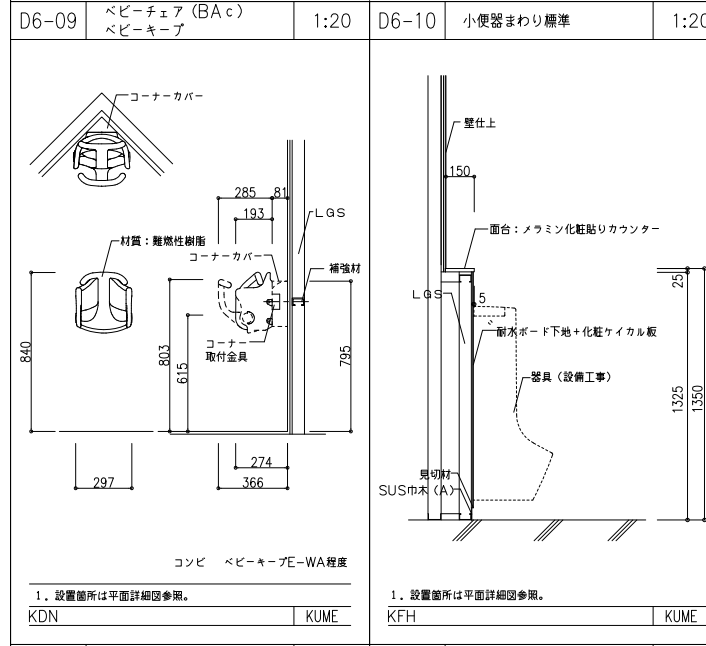 D6-09
ベビーチェア(BAc)
ベビーキープ
1:20
コーナーカバー
285
81
193
LGS
材質：難燃性樹脂
コーナーカバー
補強材
コーナー
取付金具
840
803
615
795
274
366
297
コンビ ベビーキープE-WA程度
1. 設置箇所は平面詳細図参照。
KDN
KUME
D6-10
小便器まわり標準
1:20
壁仕上
150
面台：メラミン化粧貼りカウンター
LGS
5
25
耐水ボード下地+化粧ケイカル板
器具（設備工事）
1325
1350
見切材
SUS巾木（A）
1. 設置箇所は平面詳細図参照。
KFH
KUME